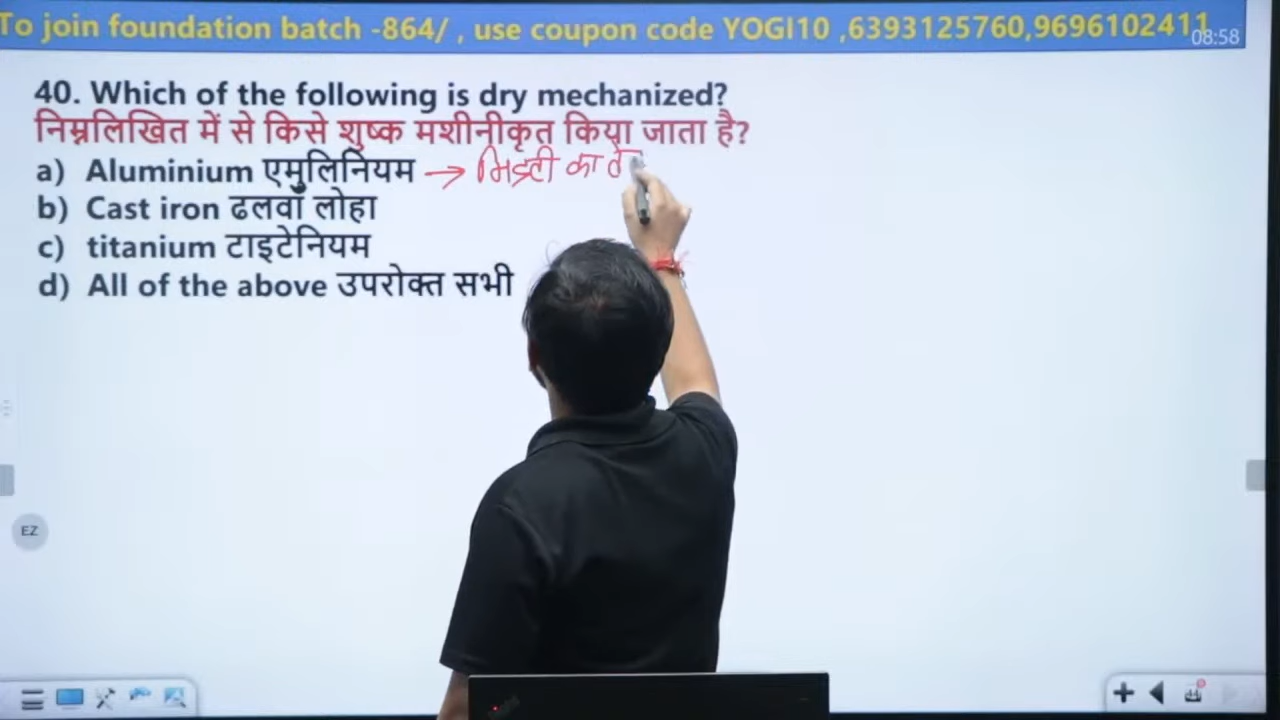 To join foundation batch -864/ , use coupon code YOGI10 ,6393125760,9696102411
08:58
40. Which of the following is dry mechanized?
निम्नलिखित में से किसे शुष्क मशीनीकृत किया जाता है?
a) Aluminium एमुलिनियम → मिट्टी का ते
b) Cast iron ढलवाँ लोहा
c) titanium टाइटेनियम
d) All of the above उपरोक्त सभी
EZ